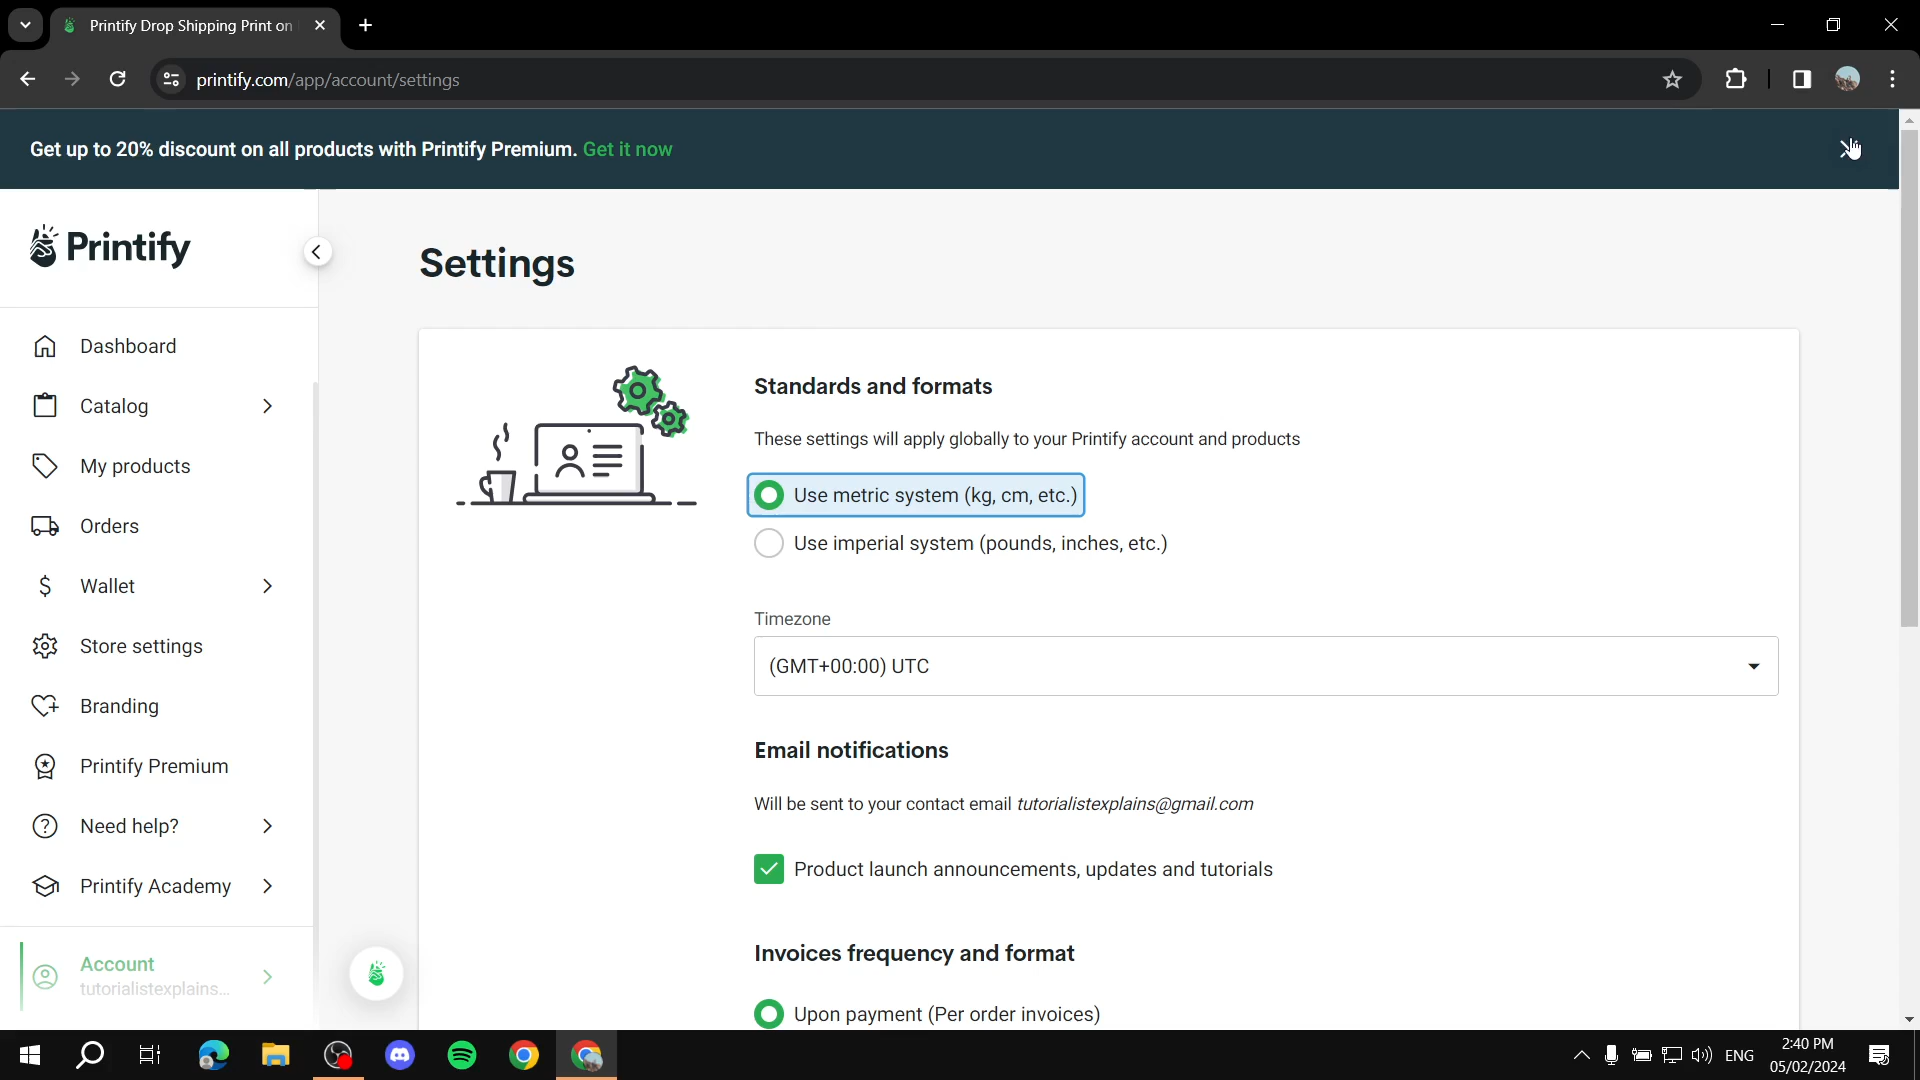 Printify Drop Shipping Print on
printify.com/app/account/settings
Get up to 20% discount on all products with Printify Premium. Get it now
Printify
Settings
Dashboard
Catalog
My products
Orders
Wallet
Store settings
Branding
Printify Premium
Need help?
Printify Academy
Account
tutorialistexplains...
Standards and formats
These settings will apply globally to your Printify account and products
Use metric system (kg, cm, etc.)
Use imperial system (pounds, inches, etc.)
Timezone
(GMT+00:00) UTC
Email notifications
Will be sent to your contact email tutorialistexplains@gmail.com
Product launch announcements, updates and tutorials
Invoices frequency and format
Upon payment (Per order invoices)
ENG
2:40 PM
05/02/2024